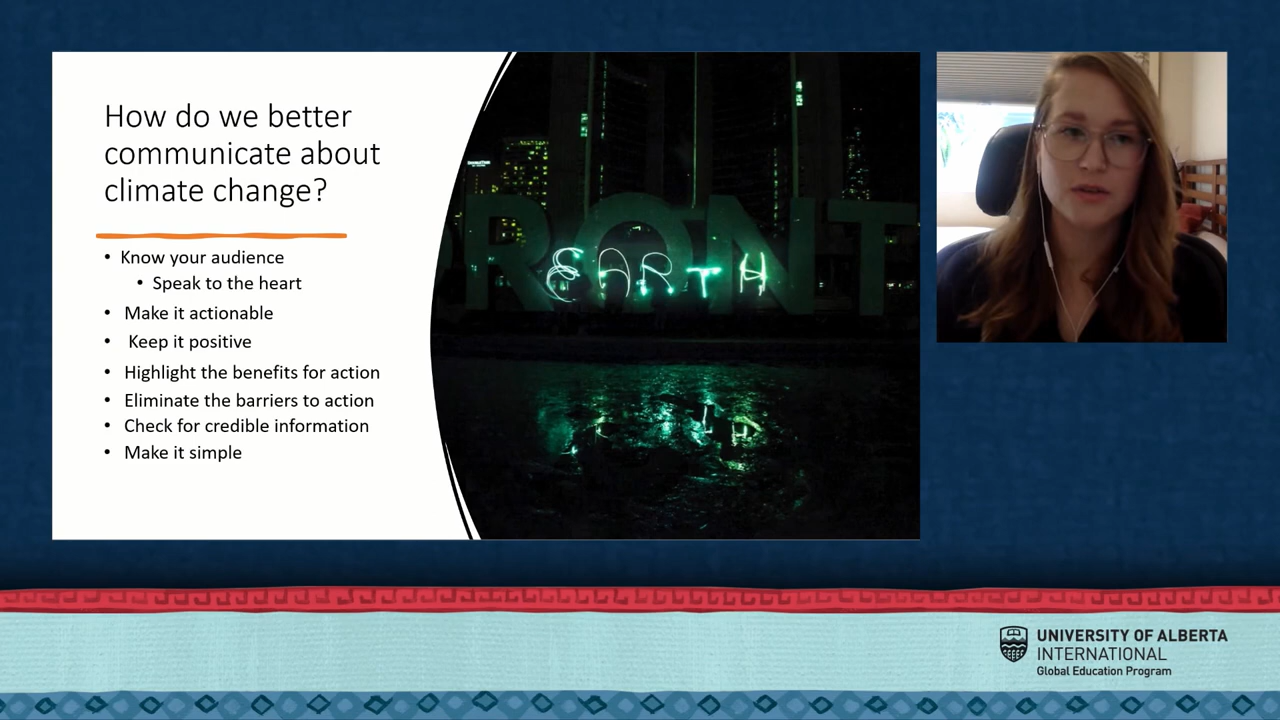 How do we better
communicate about
climate change?
• Know your audience
• Speak to the heart
• Make it actionable
• Keep it positive
• Highlight the benefits for action
• Eliminate the barriers to action
• Check for credible information
• Make it simple
RONT
EARTH
UNIVERSITY OF ALBERTA
INTERNATIONAL
Global Education Program